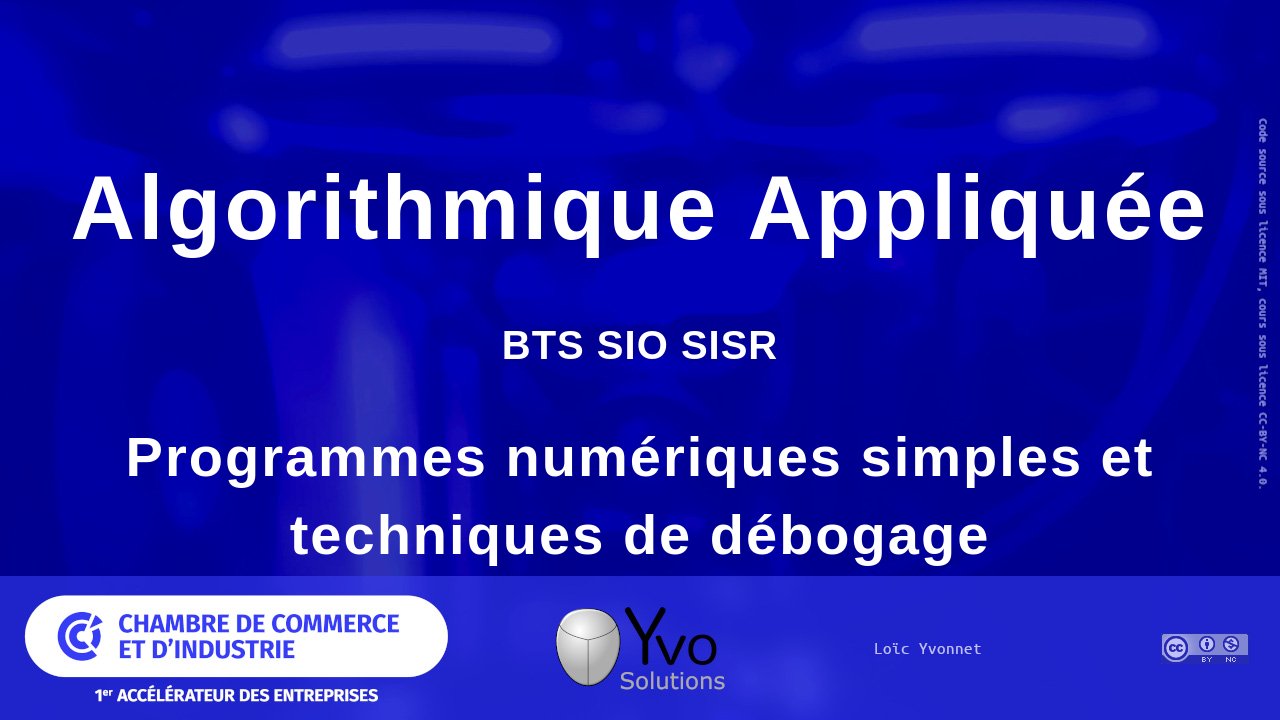 Algorithmique Appliquée
BTS SIO SISR
Programmes numériques simples et
techniques de débogage
Code source sous licence MIT, cours sous licence CC-BY-NC 4.0.
CHAMBRE DE COMMERCE
ET D’INDUSTRIE
1er ACCÉLÉRATEUR DES ENTREPRISES
Yvo
Solutions
Loïc Yvonnet
cc
BY NC